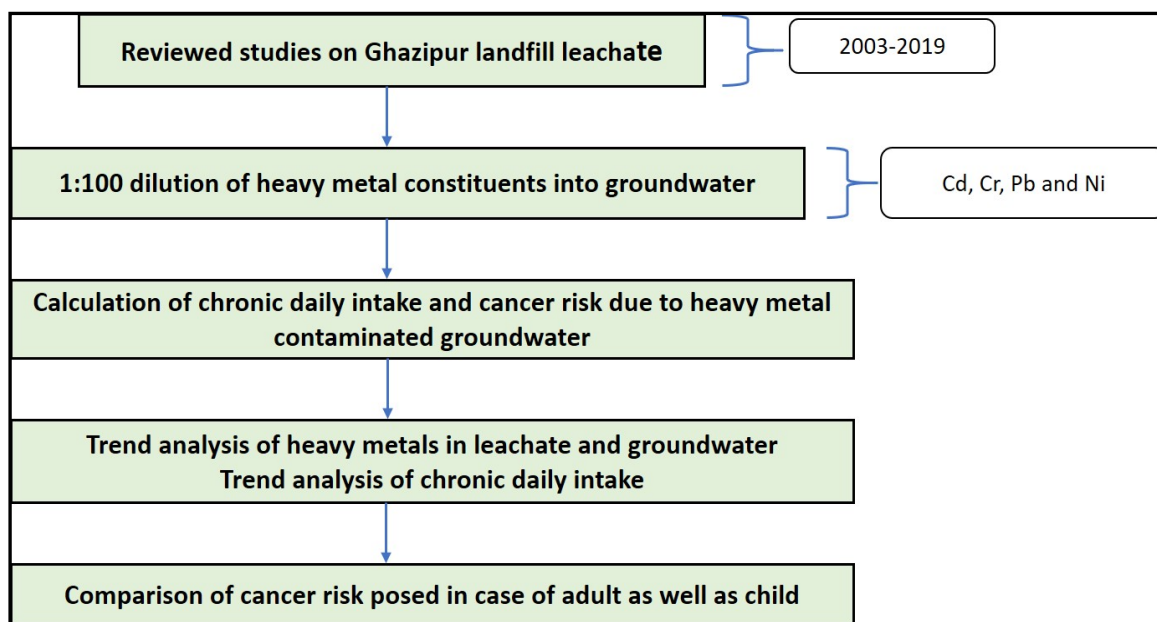 Reviewed studies on Ghazipur landfill leachate
2003-2019
1:100 dilution of heavy metal constituents into groundwater
Cd, Cr, Pb and Ni
Calculation of chronic daily intake and cancer risk due to heavy metal
contaminated groundwater
Trend analysis of heavy metals in leachate and groundwater
Trend analysis of chronic daily intake
Comparison of cancer risk posed in case of adult as well as child